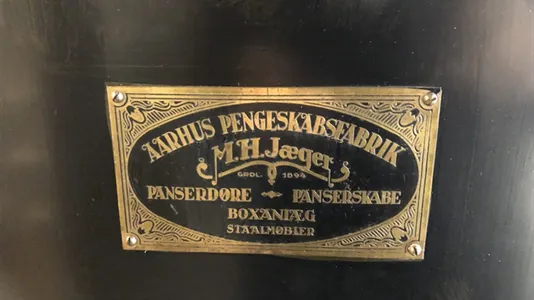 AARHUS PENGESKABSFABRIK
M.H. Jæger
GRDL. 1894
PANSERDØRE - PANSERSKABE
BOXANLÆG
STAALMØBLER